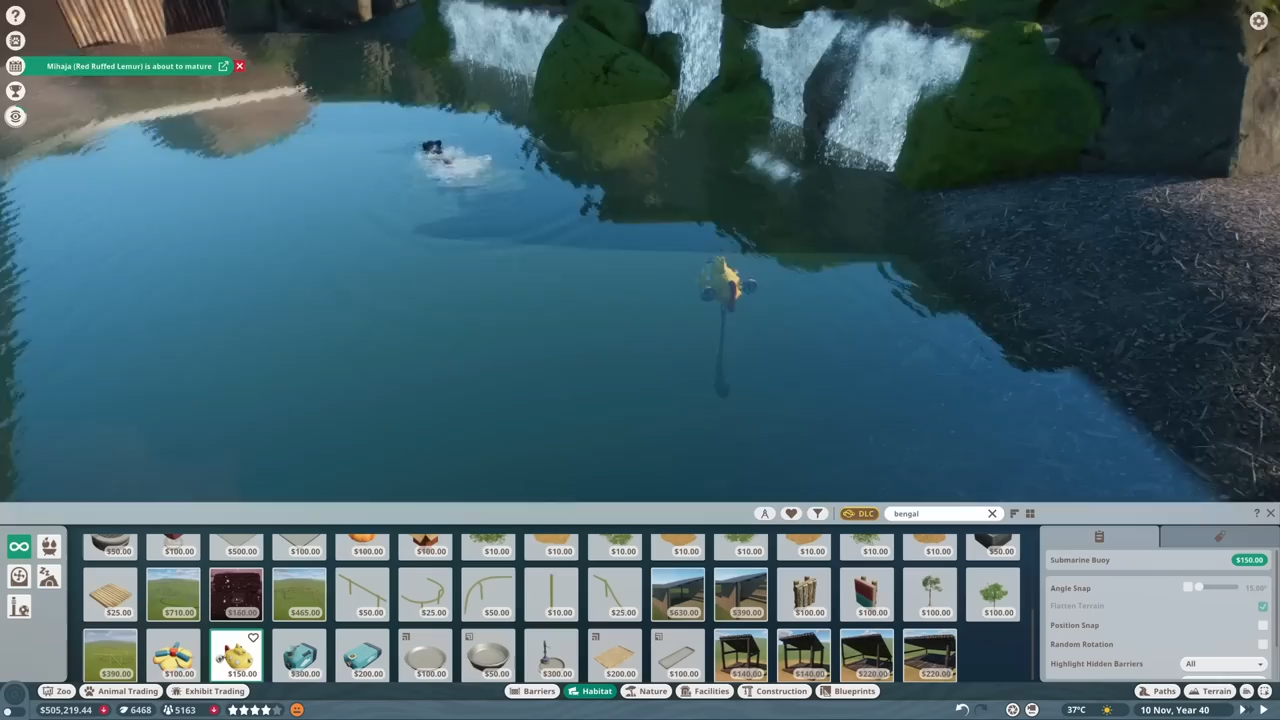 ?
Mihaja (Red Ruffed Lemur) is about to mature
DLC
bengal
?
$50.00 $100.00 $500.00 $100.00 $100.00 $100.00 $10.00 $10.00 $10.00 $10.00 $10.00 $10.00 $10.00 $10.00 $50.00
$25.00 $710.00 $160.00 $465.00 $50.00 $25.00 $50.00 $10.00 $25.00 $630.00 $390.00 $100.00 $100.00 $100.00 $100.00
$390.00 $100.00 $150.00 $300.00 $200.00 $100.00 $200.00 $300.00 $200.00 $200.00 $140.00 $140.00 $220.00 $220.00
Submarine Buoy $150.00
Angle Snap 15.00°
Flatten Terrain
Position Snap
Random Rotation
Highlight Hidden Barriers All
Zoo Animal Trading Exhibit Trading Barriers Habitat Nature Facilities Construction Blueprints Paths Terrain
$505,219.44 6468 5163 37°C 10 Nov, Year 40